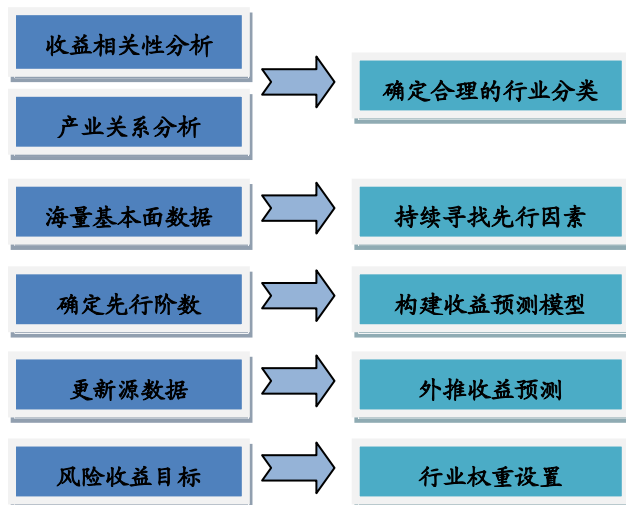 收益相关性分析
产业关系分析
确定合理的行业分类
海量基本面数据
持续寻找先行因素
确定先行阶数
构建收益预测模型
更新源数据
外推收益预测
风险收益目标
行业权重设置